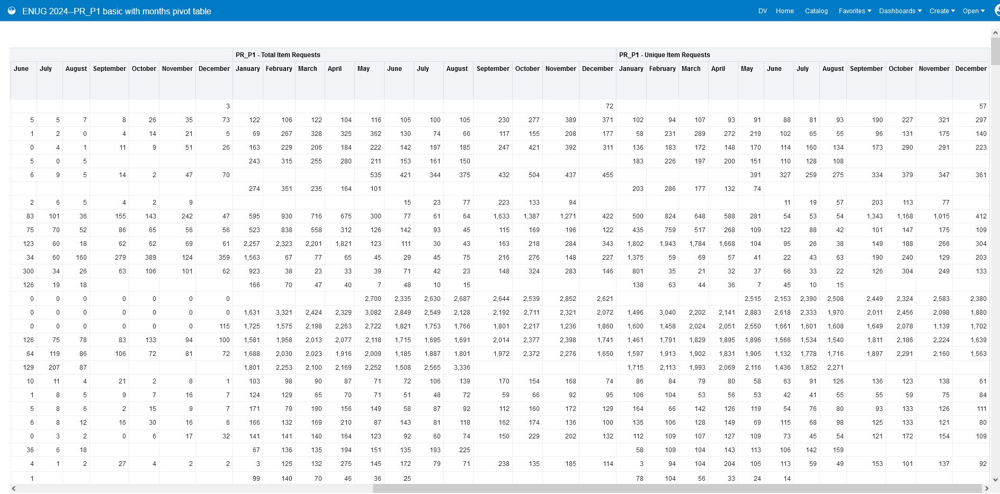 ENUG 2024--PR_P1 basic with months pivot table DV Home Catalog Favorites Dashboards Create Open
PR_P1 - Total Item Requests PR_P1 - Unique Item Requests
June July August September October November December January February March April May June July August September October November December January February March April May June July August September October November December
3 72 57
5 5 7 8 26 35 73 122 106 122 104 116 105 100 105 230 277 389 371 102 94 107 93 91 88 81 93 190 227 321 297
1 2 0 4 14 21 5 69 267 328 325 362 130 74 66 117 155 208 177 58 231 289 272 219 102 65 55 96 131 175 140
0 4 1 11 9 51 26 163 229 206 184 222 142 197 185 247 421 392 311 136 183 172 148 170 114 160 134 173 290 291 223
5 0 5 243 315 255 280 211 153 161 150 183 226 197 200 151 110 128 108
6 9 5 14 2 47 70 535 421 344 375 432 504 437 455 391 327 259 275 334 379 347 361
274 351 235 164 101 203 286 177 132 74
2 6 5 4 2 9 15 23 77 223 133 94 11 19 57 203 113 77
83 101 36 155 143 242 47 595 930 716 675 300 77 61 64 1,633 1,387 1,271 422 500 824 648 588 281 54 53 54 1,343 1,168 1,015 412
75 70 52 86 65 56 56 523 838 558 312 126 142 93 45 115 169 196 122 435 759 517 268 109 122 88 42 101 147 175 109
123 60 18 62 62 69 61 2,257 2,323 2,201 1,821 123 111 30 43 163 218 284 343 1,802 1,943 1,784 1,668 104 95 26 38 149 188 266 304
34 60 160 279 389 124 359 1,563 67 77 65 45 29 45 75 216 276 148 227 1,375 59 69 57 41 22 43 63 190 240 129 203
300 34 26 63 106 101 62 923 38 23 33 39 71 42 23 148 324 283 146 801 35 21 32 37 66 33 22 126 304 249 133
126 19 18 166 70 47 40 7 48 10 15 138 63 44 36 7 45 10 15
0 0 0 0 0 0 0 2,700 2,335 2,630 2,687 2,644 2,539 2,852 2,621 2,515 2,153 2,390 2,508 2,449 2,324 2,583 2,380
0 0 0 0 0 0 0 1,631 3,321 2,424 2,329 3,082 2,849 2,549 2,128 2,192 2,711 2,321 2,072 1,496 3,040 2,202 2,141 2,883 2,618 2,333 1,970 2,011 2,456 2,098 1,880
0 0 0 0 0 0 115 1,725 1,575 2,198 2,263 2,722 1,821 1,753 1,766 1,801 2,217 1,236 1,860 1,600 1,458 2,024 2,051 2,550 1,661 1,601 1,608 1,649 2,078 1,139 1,702
126 75 78 83 133 94 100 1,581 1,958 2,013 2,077 2,118 1,715 1,695 1,691 2,014 2,377 2,398 1,741 1,461 1,791 1,829 1,895 1,896 1,566 1,534 1,540 1,811 2,186 2,224 1,639
64 119 86 106 72 81 72 1,688 2,030 2,023 1,916 2,009 1,185 1,887 1,801 1,972 2,372 2,276 1,650 1,597 1,913 1,902 1,831 1,905 1,132 1,778 1,716 1,897 2,291 2,160 1,563
129 207 87 1,801 2,253 2,100 2,169 2,252 1,508 2,565 3,336 1,715 2,113 1,993 2,069 2,116 1,436 1,852 2,271
10 11 4 21 2 8 1 103 98 90 87 71 72 106 139 170 154 168 74 86 84 79 80 58 63 91 126 136 123 138 61
1 8 5 9 7 16 7 124 129 65 70 71 51 48 72 59 66 92 95 106 104 53 56 53 42 41 55 55 59 75 84
5 8 6 2 15 9 7 171 79 190 156 149 58 87 92 112 160 172 129 164 66 142 126 119 54 76 80 93 133 126 111
6 8 12 16 30 16 6 166 132 169 210 87 143 81 118 162 174 136 100 135 106 128 149 69 115 68 98 125 133 121 80
0 3 2 0 6 17 32 141 141 140 164 123 92 60 74 150 229 202 132 112 109 107 127 109 73 45 54 121 172 154 109
36 6 18 67 136 135 194 151 135 193 225 58 109 104 143 113 106 142 159
4 1 2 27 4 2 2 3 125 132 275 145 172 79 71 238 135 185 114 3 94 104 204 105 113 59 49 153 101 137 92
1 99 140 70 46 36 25 78 104 56 33 24 14